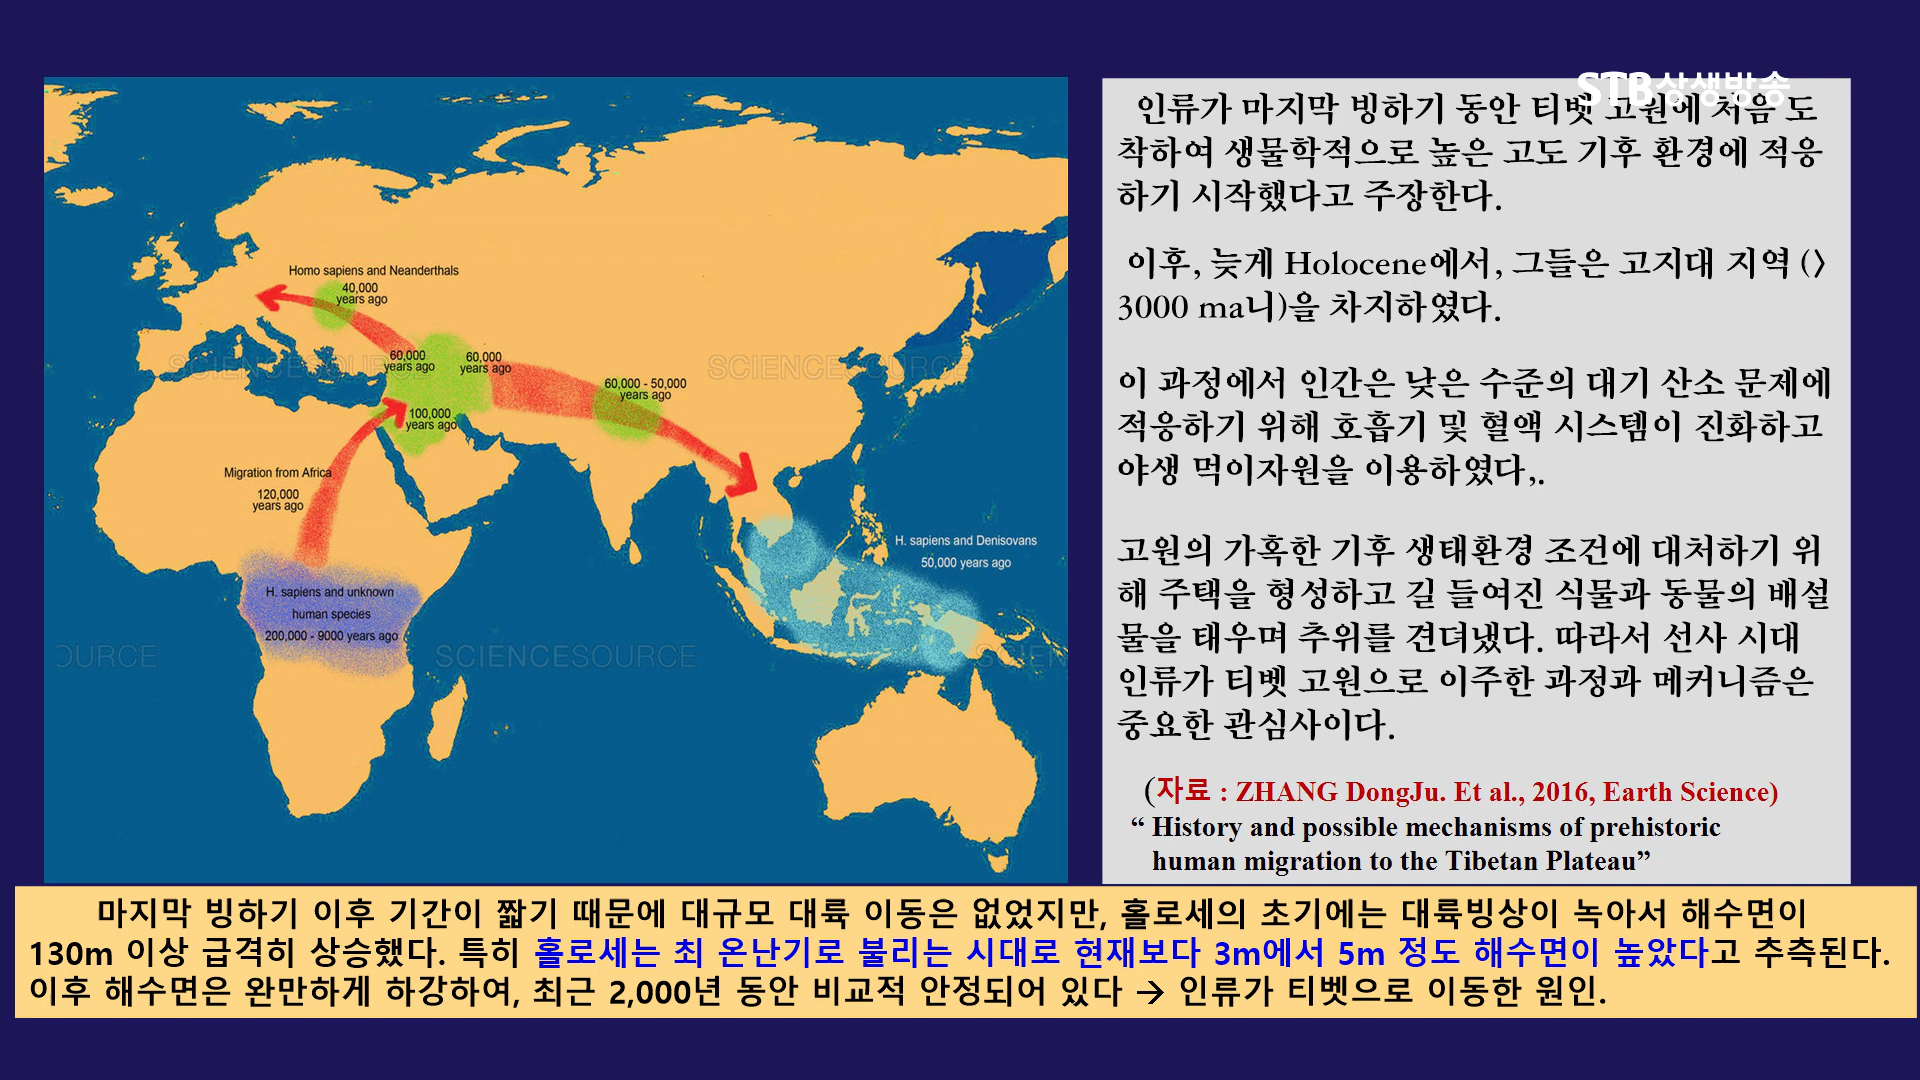 STB상생방송
Homo sapiens and Neanderthals
40,000
years ago
60,000
years ago
60,000
years ago
60,000 - 50,000
years ago
100,000
years ago
Migration from Africa
120,000
years ago
H. sapiens and Denisovans
50,000 years ago
H. sapiens and unknown
human species
200,000 - 9000 years ago
SCIENCESOURCE
SCIENCESOURCE
OURCE
SCIENCESOURCE
SCIEN
인류가 마지막 빙하기 동안 티벳 고원에 처음 도
착하여 생물학적으로 높은 고도 기후 환경에 적응
하기 시작했다고 주장한다.
이후, 늦게 Holocene에서, 그들은 고지대 지역 (〉
3000 ma니)을 차지하였다.
이 과정에서 인간은 낮은 수준의 대기 산소 문제에
적응하기 위해 호흡기 및 혈액 시스템이 진화하고
야생 먹이자원을 이용하였다,.
고원의 가혹한 기후 생태환경 조건에 대처하기 위
해 주택을 형성하고 길 들여진 식물과 동물의 배설
물을 태우며 추위를 견뎌냈다. 따라서 선사 시대
인류가 티벳 고원으로 이주한 과정과 메커니즘은
중요한 관심사이다.
(자료 : ZHANG DongJu. Et al., 2016, Earth Science)
“ History and possible mechanisms of prehistoric
human migration to the Tibetan Plateau”
마지막 빙하기 이후 기간이 짧기 때문에 대규모 대륙 이동은 없었지만, 홀로세의 초기에는 대륙빙상이 녹아서 해수면이
130m 이상 급격히 상승했다. 특히 홀로세는 최 온난기로 불리는 시대로 현재보다 3m에서 5m 정도 해수면이 높았다고 추측된다.
이후 해수면은 완만하게 하강하여, 최근 2,000년 동안 비교적 안정되어 있다 → 인류가 티벳으로 이동한 원인.